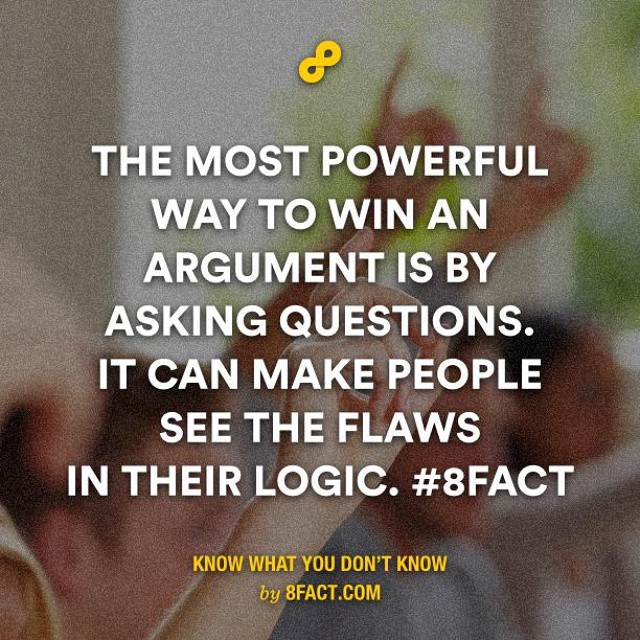 THE MOST POWERFUL
WAY TO WIN AN
ARGUMENT IS BY
ASKING QUESTIONS.
IT CAN MAKE PEOPLE
SEE THE FLAWS
IN THEIR LOGIC. #8FACT
KNOW WHAT YOU DON'T KNOW
by 8FACT.COM